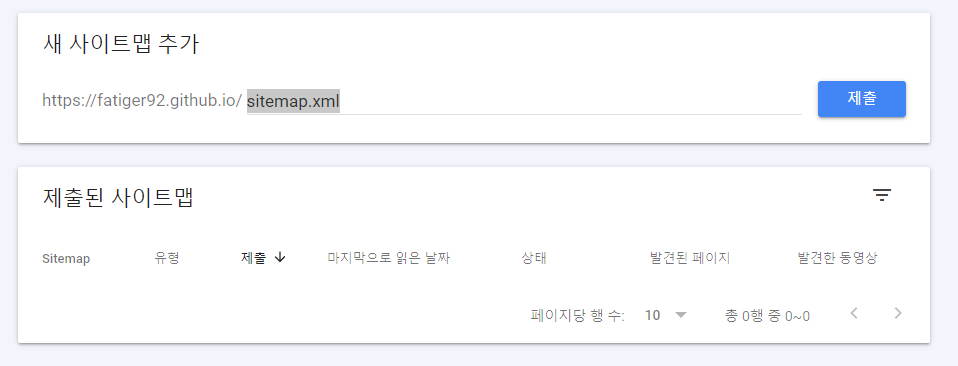 새 사이트맵 추가
https://fatiger92.github.io/ sitemap.xml 제출
제출된 사이트맵
Sitemap 유형 제출 마지막으로 읽은 날짜 상태 발견된 페이지 발견한 동영상
페이지당 행 수: 10 총 0행 중 0~0